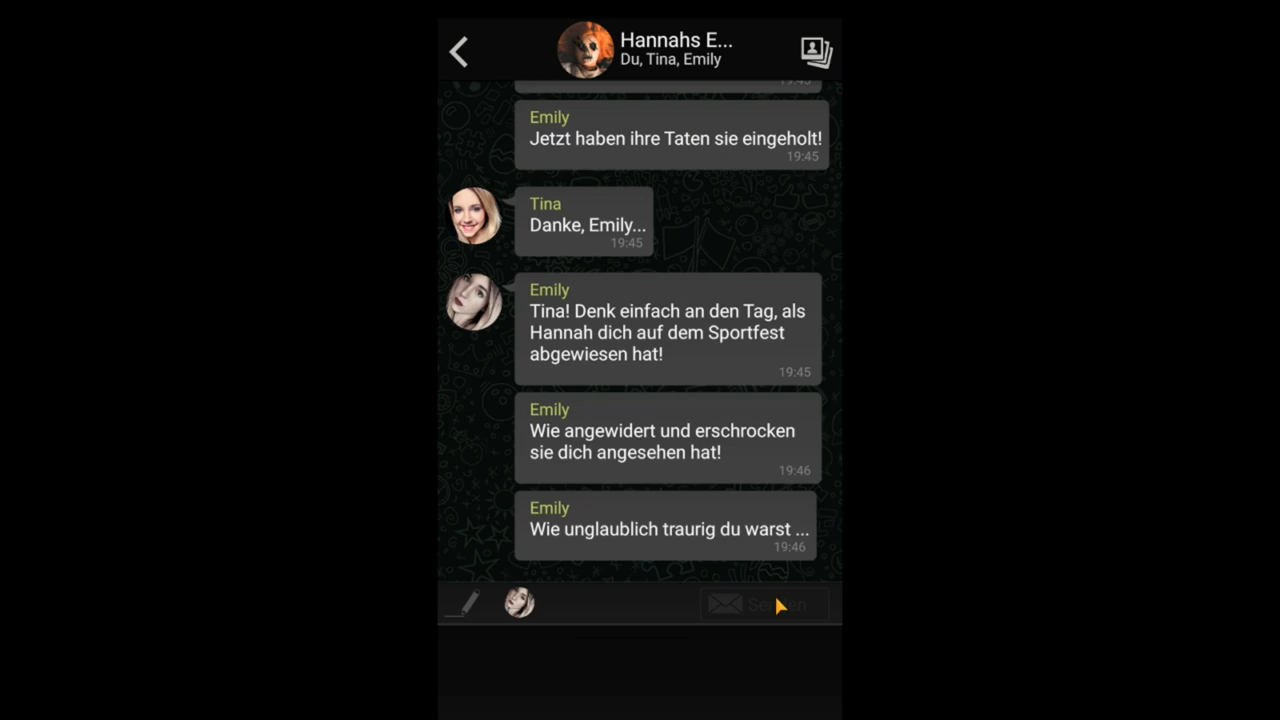 Hannahs E...
Du, Tina, Emily
19:45
Emily
Jetzt haben ihre Taten sie eingeholt!
19:45
Tina
Danke, Emily...
19:45
Emily
Tina! Denk einfach an den Tag, als
Hannah dich auf dem Sportfest
abgewiesen hat!
19:45
Emily
Wie angewidert und erschrocken
sie dich angesehen hat!
19:46
Emily
Wie unglaublich traurig du warst ...
19:46
Senden